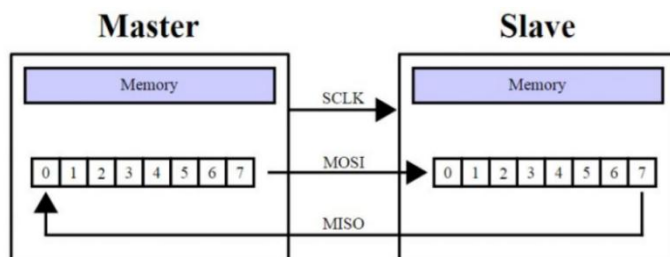 Master Slave
Memory Memory
SCLK
0 1 2 3 4 5 6 7 MOSI 0 1 2 3 4 5 6 7
MISO